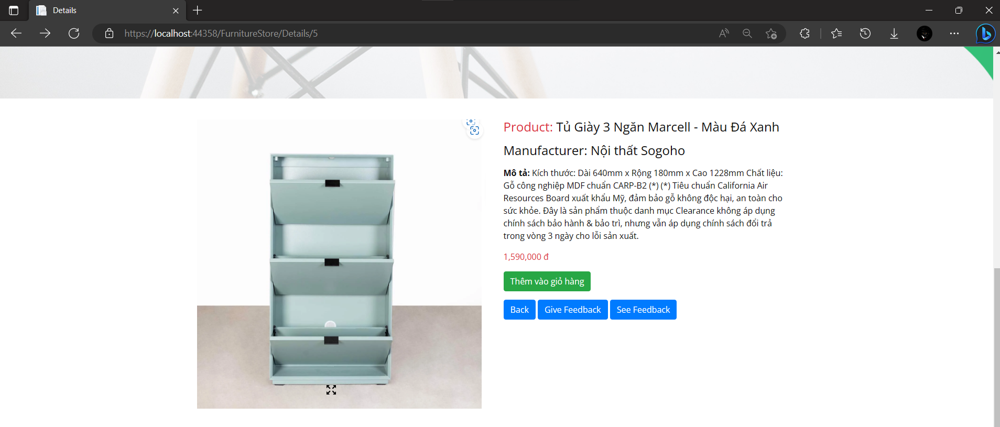 Details
https://localhost:44358/FurnitureStore/Details/5
Product: Tủ Giày 3 Ngăn Marcell - Màu Đá Xanh
Manufacturer: Nội thất Sogoho
Mô tả: Kích thước: Dài 640mm x Rộng 180mm x Cao 1228mm Chất liệu:
Gỗ công nghiệp MDF chuẩn CARP-B2 (*) (*) Tiêu chuẩn California Air
Resources Board xuất khẩu Mỹ, đảm bảo gỗ không độc hại, an toàn cho
sức khỏe. Đây là sản phẩm thuộc danh mục Clearance không áp dụng
chính sách bảo hành & bảo trì, nhưng vẫn áp dụng chính sách đổi trả
trong vòng 3 ngày cho lỗi sản xuất.
1,590,000 đ
Thêm vào giỏ hàng
Back Give Feedback See Feedback